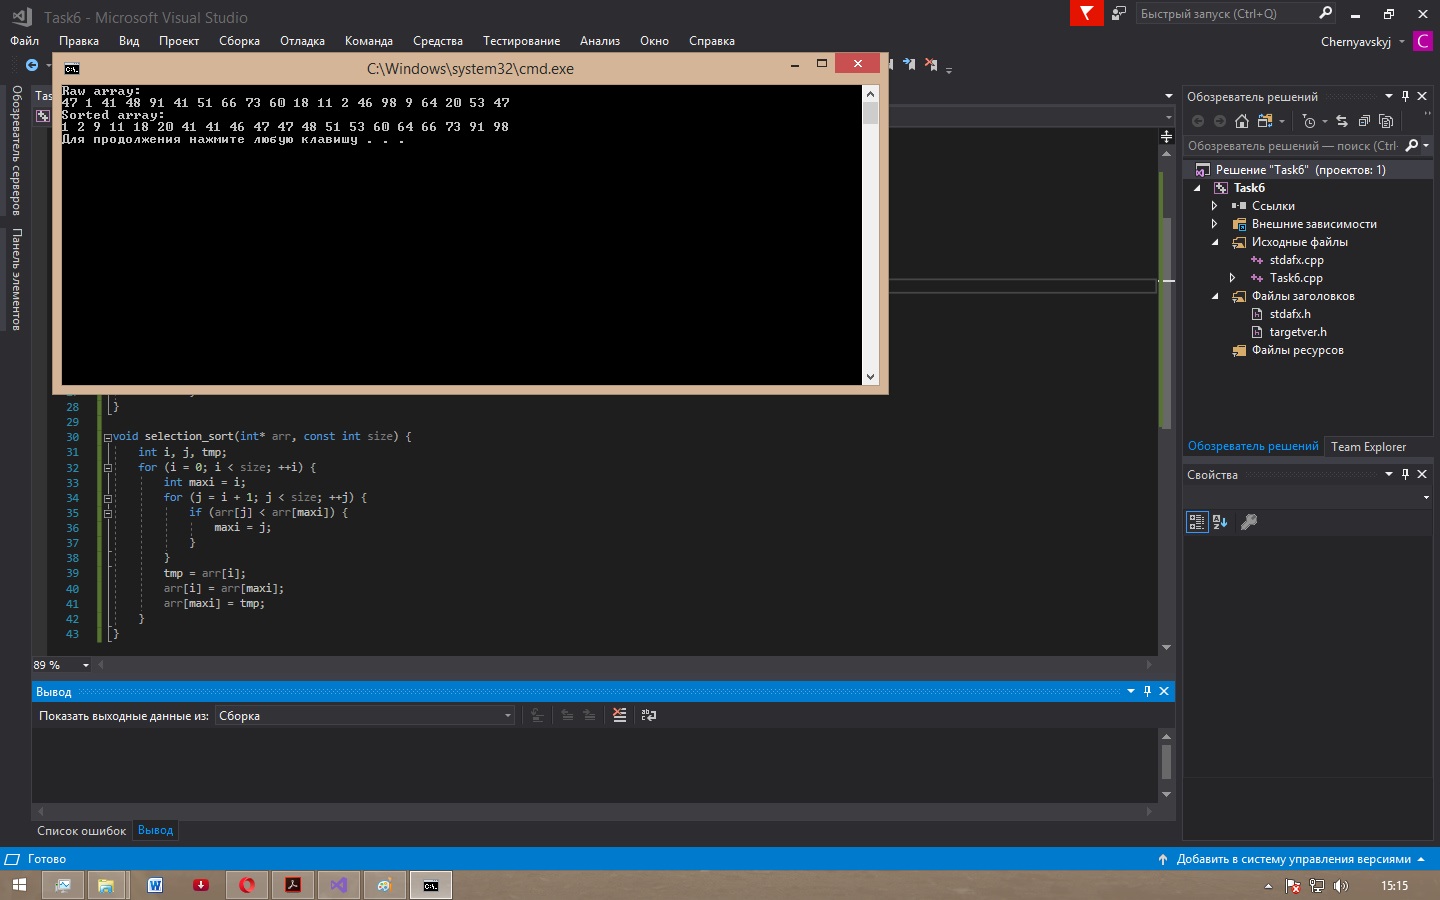 Task6 - Microsoft Visual Studio
Быстрый запуск (Ctrl+Q)
Файл Правка Вид Проект Сборка Отладка Команда Средства Тестирование Анализ Окно Справка
Chernyavskyj
C
C:\Windows\system32\cmd.exe
Raw array:
47 1 41 48 91 41 51 66 73 60 18 11 2 46 98 9 64 20 53 47
Sorted array:
1 2 9 11 18 20 41 41 46 47 47 48 51 53 60 64 66 73 91 98
Для продолжения нажмите любую клавишу . . .
Обозреватель серверов
Панель элементов
Tas
28 }
29
30 void selection_sort(int* arr, const int size) {
31 int i, j, tmp;
32 for (i = 0; i < size; ++i) {
33 int maxi = i;
34 for (j = i + 1; j < size; ++j) {
35 if (arr[j] < arr[maxi]) {
36 maxi = j;
37 }
38 }
39 tmp = arr[i];
40 arr[i] = arr[maxi];
41 arr[maxi] = tmp;
42 }
43 }
89 %
Вывод
Показать выходные данные из: Сборка
Список ошибок Вывод
Обозреватель решений
Обозреватель решений — поиск (Ctrl-
Решение "Task6" (проектов: 1)
Task6
Ссылки
Внешние зависимости
Исходные файлы
stdafx.cpp
Task6.cpp
Файлы заголовков
stdafx.h
targetver.h
Файлы ресурсов
Обозреватель решений Team Explorer
Свойства
Готово
Добавить в систему управления версиями
15:15